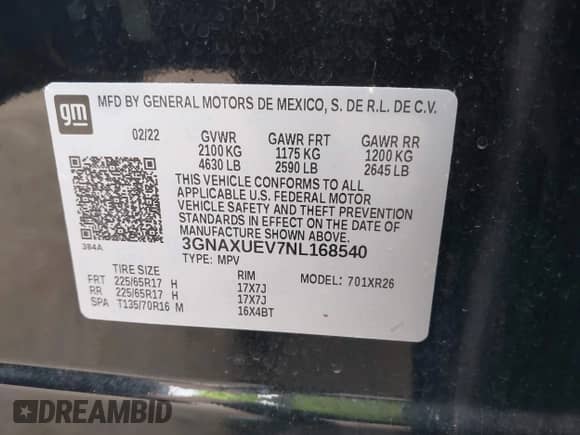 gm
MFD BY GENERAL MOTORS DE MEXICO, S. DE R.L. DE C.V.
02/22 GVWR GAWR FRT GAWR RR
2100 KG 1175 KG 1200 KG
4630 LB 2590 LB 2645 LB
THIS VEHICLE CONFORMS TO ALL
APPLICABLE U.S. FEDERAL MOTOR
VEHICLE SAFETY AND THEFT PREVENTION
STANDARDS IN EFFECT ON THE DATE OF
MANUFACTURE SHOWN ABOVE.
384A
3GNAXUEV7NL168540
TYPE: MPV
TIRE SIZE RIM MODEL: 701XR26
FRT 225/65R17 H 17X7J
RR 225/65R17 H 17X7J
SPA T135/70R16 M 16X4BT
DREAMBID